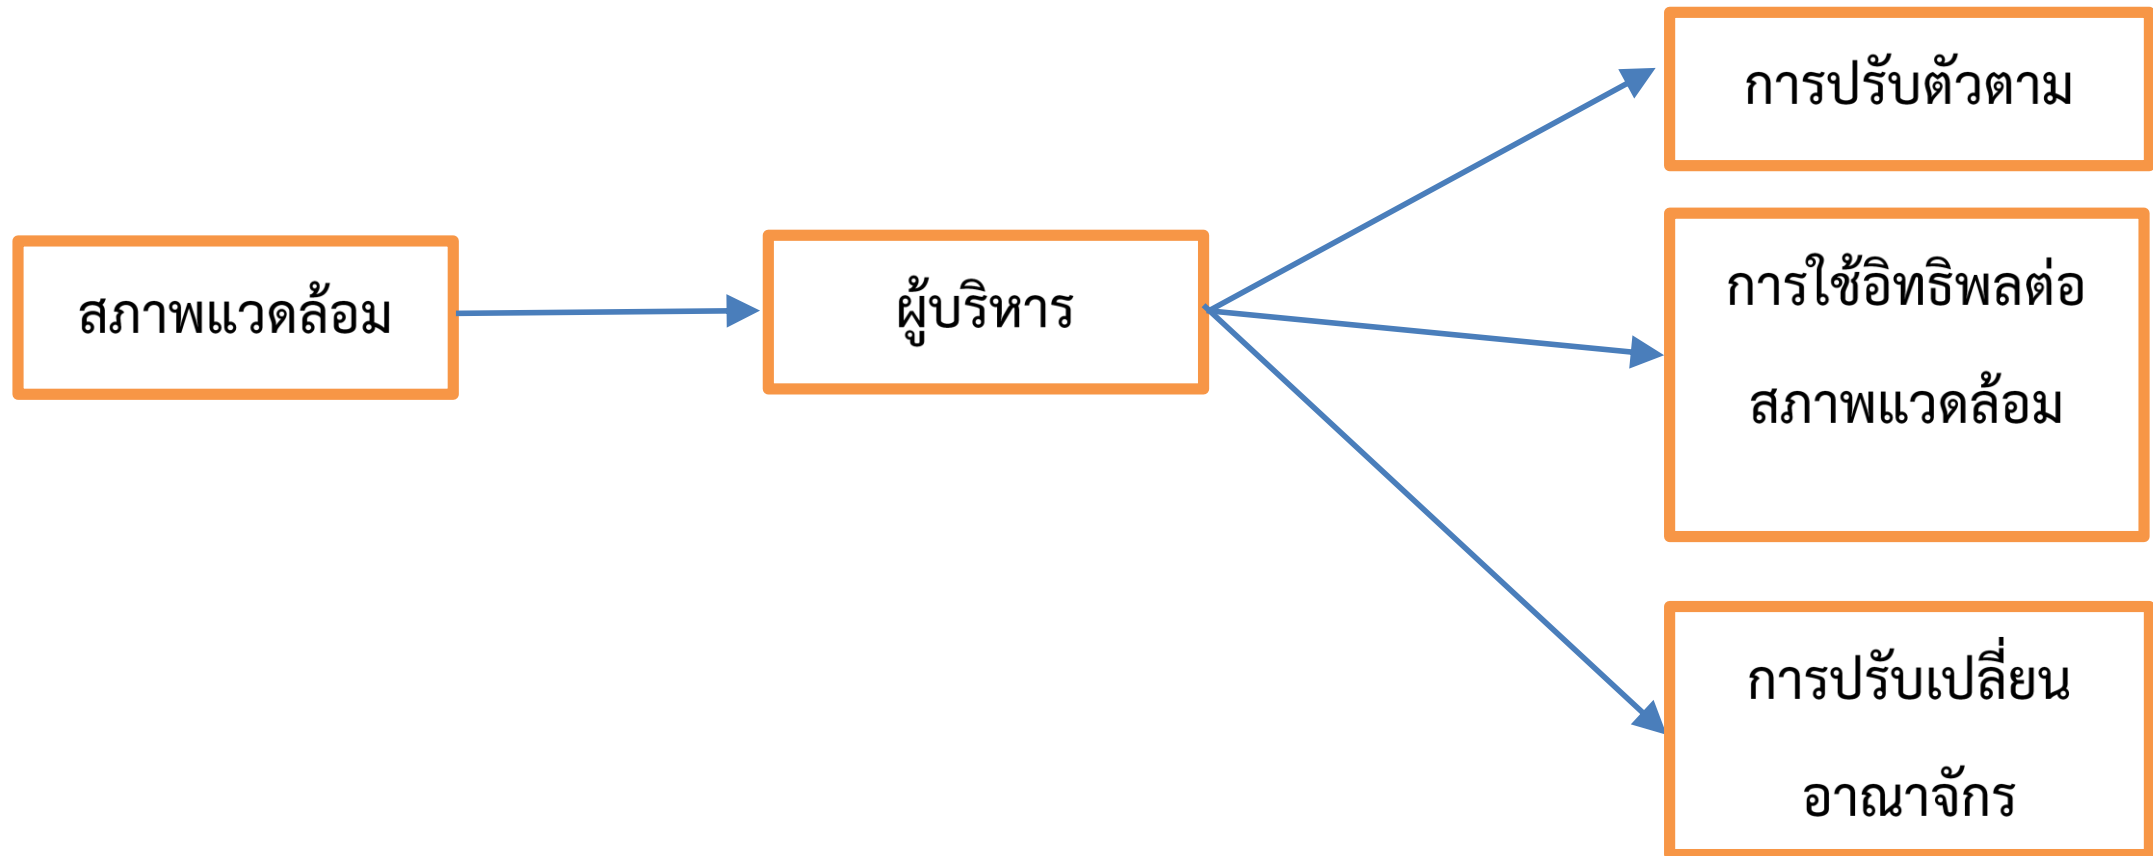 สภาพแวดล้อม
ผู้บริหาร
การปรับตัวตาม
การใช้อิทธิพลต่อ
สภาพแวดล้อม
การปรับเปลี่ยน
อาณาจักร